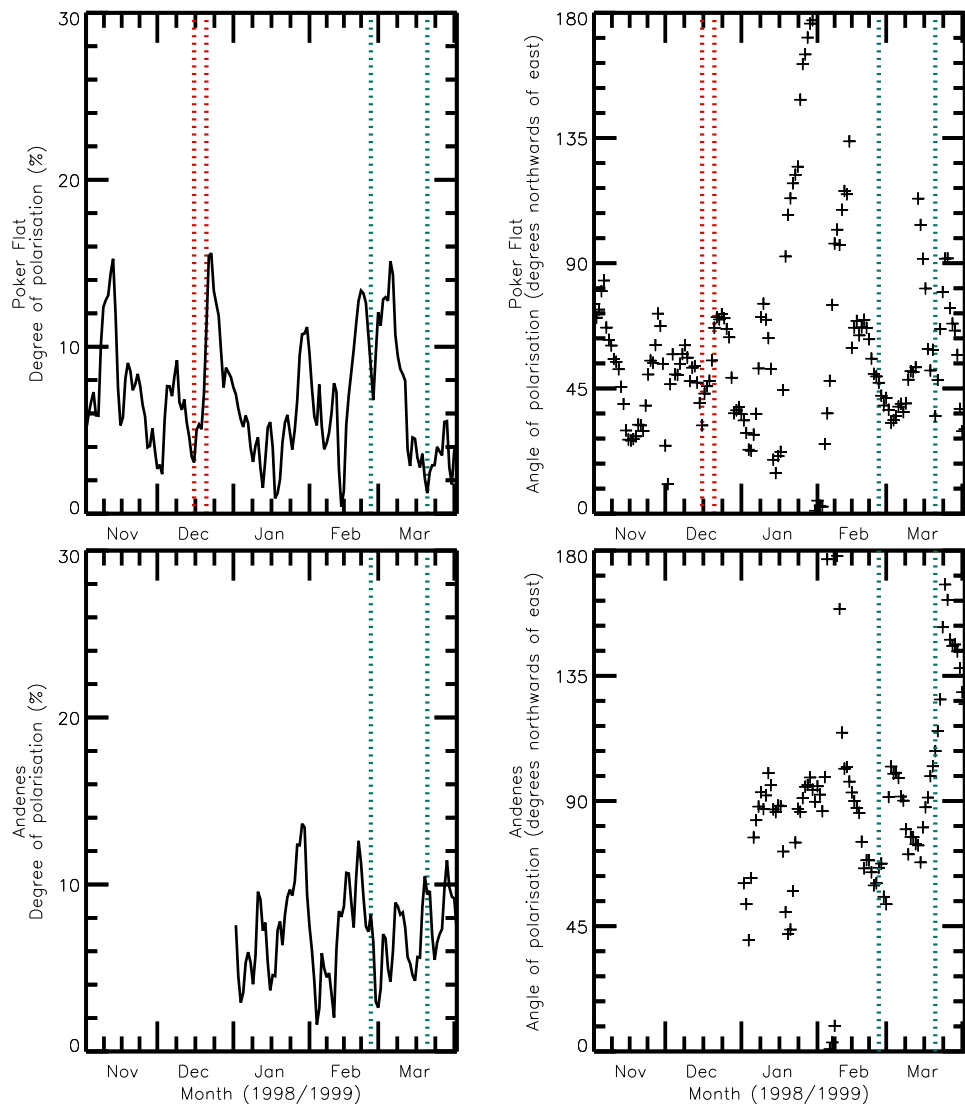 30
20
10
0
Poker Flat
Degree of polarisation (%)
Nov Dec Jan Feb Mar
180
135
90
45
0
Poker Flat
Angle of polarisation (degrees northwards of east)
Nov Dec Jan Feb Mar
30
20
10
0
Andenes
Degree of polarisation (%)
Nov Dec Jan Feb Mar
Month (1998/1999)
180
135
90
45
0
Andenes
Angle of polarisation (degrees northwards of east)
Nov Dec Jan Feb Mar
Month (1998/1999)